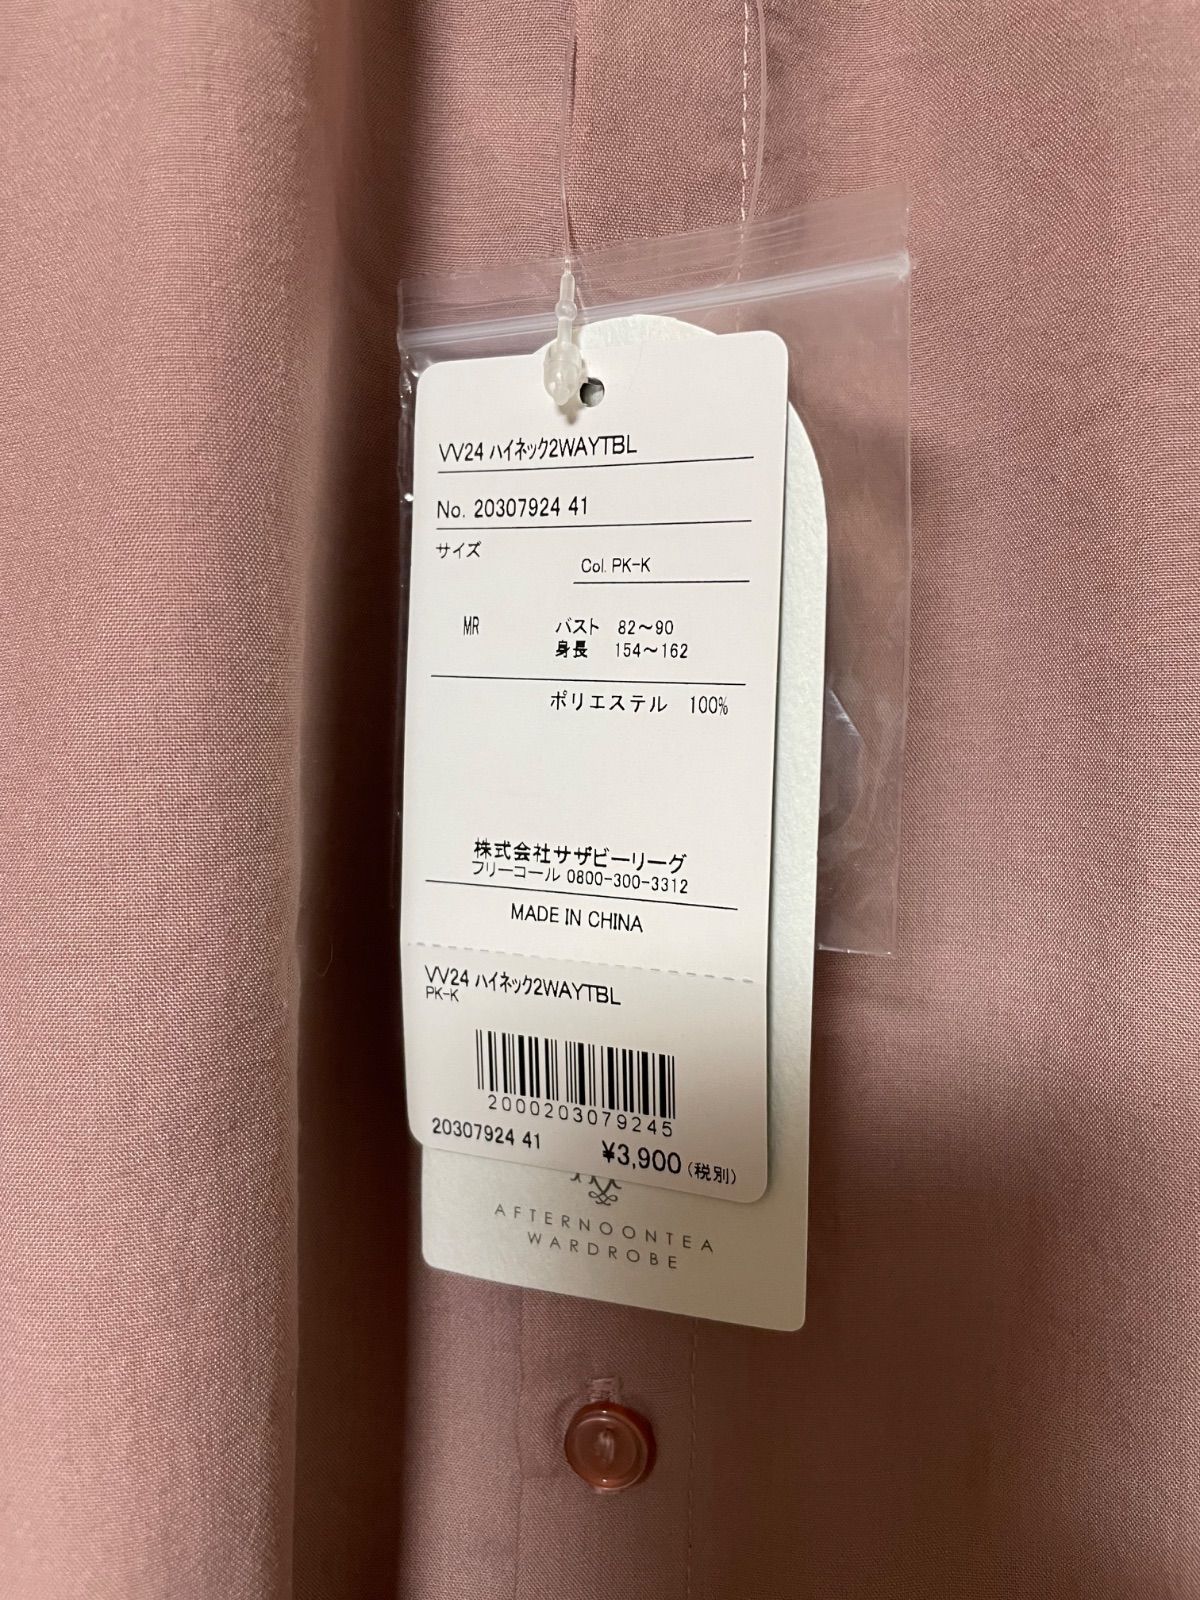 VV24 ハイネック2WAYTBL
No. 20307924 41
サイズ
Col. PK-K
MR バスト 82～90
身長 154～162
ポリエステル 100%
株式会社サザビーリーグ
フリーコール 0800-300-3312
MADE IN CHINA
VV24 ハイネック2WAYTBL
PK-K
2000203079245
20307924 41 ¥3,900(税別)
AFTERNOONTEA
WARDROBE